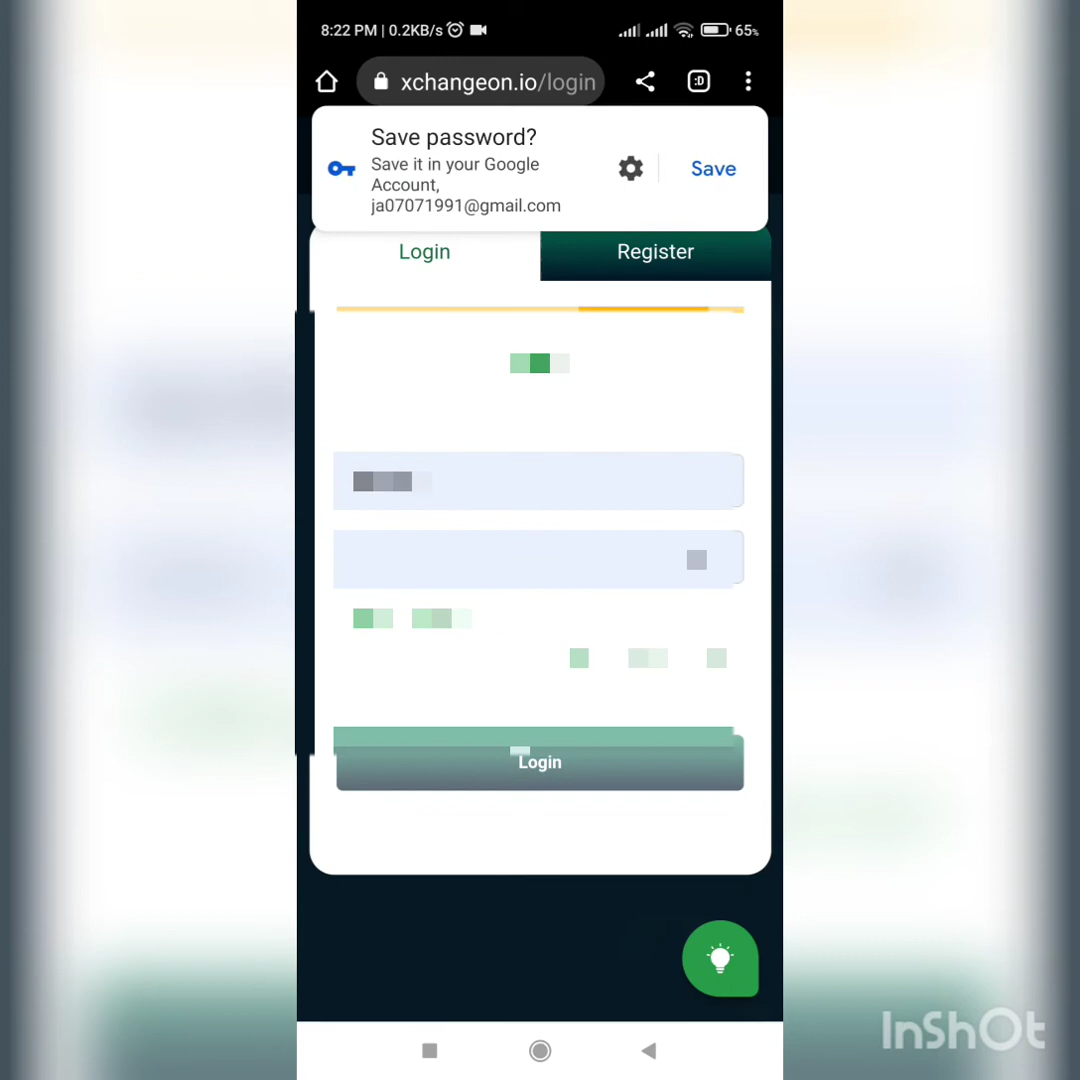 8:22 PM | 0.2KB/s 65%
xchangeon.io/login :D
Save password?
Save it in your Google
Account,
ja07071991@gmail.com
Save
Login Register
Login
InShOt